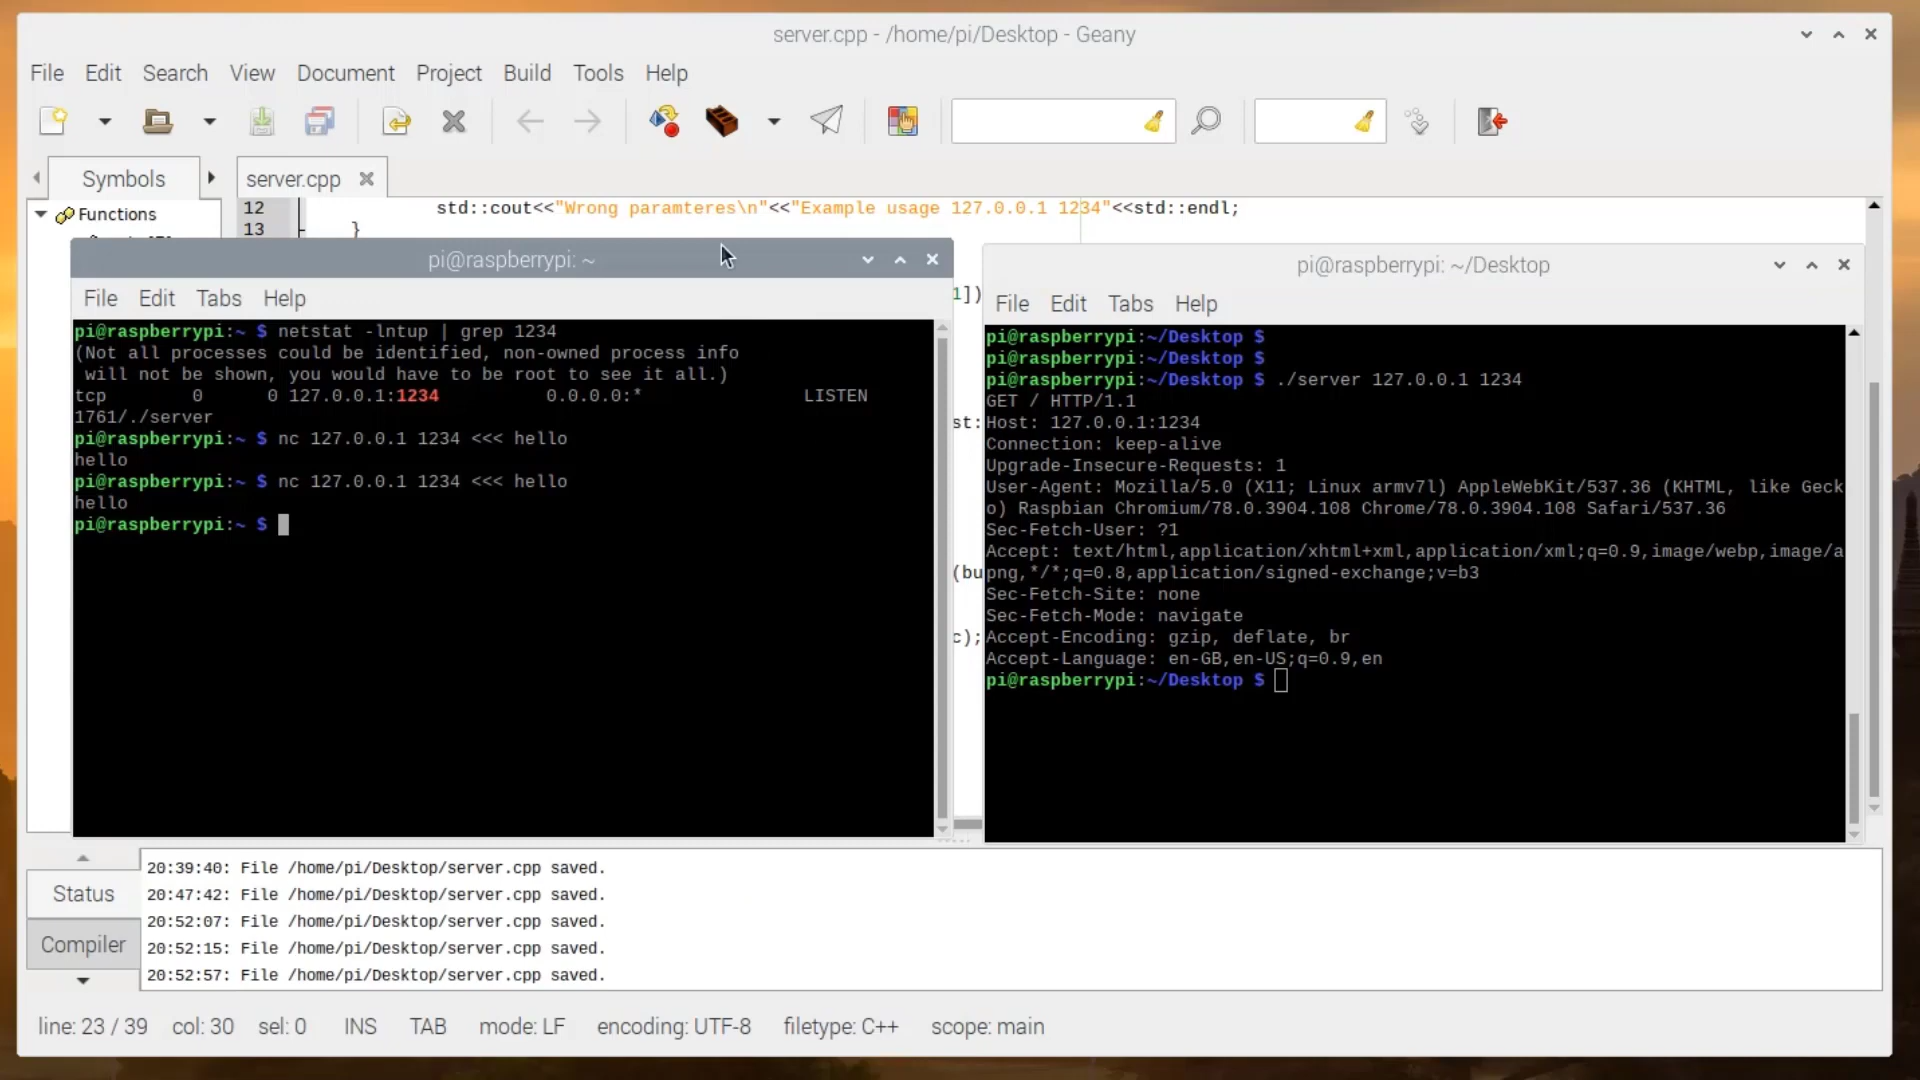 server.cpp - /home/pi/Desktop - Geany
File Edit Search View Document Project Build Tools Help
Symbols
server.cpp
Functions
12 std::cout<<"Wrong paramteres\n"<<"Example usage 127.0.0.1 1234"<<std::endl;
13 }
pi@raspberrypi: ~
File Edit Tabs Help
pi@raspberrypi:~ $ netstat -lntup | grep 1234
(Not all processes could be identified, non-owned process info
will not be shown, you would have to be root to see it all.)
tcp 0 0 127.0.0.1:1234 0.0.0.0:* LISTEN
1761/./server
pi@raspberrypi:~ $ nc 127.0.0.1 1234 <<< hello
hello
pi@raspberrypi:~ $ nc 127.0.0.1 1234 <<< hello
hello
pi@raspberrypi:~ $
1])
st:
(bu
c);
pi@raspberrypi: ~/Desktop
File Edit Tabs Help
pi@raspberrypi:~/Desktop $
pi@raspberrypi:~/Desktop $
pi@raspberrypi:~/Desktop $ ./server 127.0.0.1 1234
GET / HTTP/1.1
Host: 127.0.0.1:1234
Connection: keep-alive
Upgrade-Insecure-Requests: 1
User-Agent: Mozilla/5.0 (X11; Linux armv7l) AppleWebKit/537.36 (KHTML, like Geck
o) Raspbian Chromium/78.0.3904.108 Chrome/78.0.3904.108 Safari/537.36
Sec-Fetch-User: ?1
Accept: text/html,application/xhtml+xml,application/xml;q=0.9,image/webp,image/a
png,*/*;q=0.8,application/signed-exchange;v=b3
Sec-Fetch-Site: none
Sec-Fetch-Mode: navigate
Accept-Encoding: gzip, deflate, br
Accept-Language: en-GB,en-US;q=0.9,en
pi@raspberrypi:~/Desktop $
Status
Compiler
20:39:40: File /home/pi/Desktop/server.cpp saved.
20:47:42: File /home/pi/Desktop/server.cpp saved.
20:52:07: File /home/pi/Desktop/server.cpp saved.
20:52:15: File /home/pi/Desktop/server.cpp saved.
20:52:57: File /home/pi/Desktop/server.cpp saved.
line: 23 / 39 col: 30 sel: 0 INS TAB mode: LF encoding: UTF-8 filetype: C++ scope: main